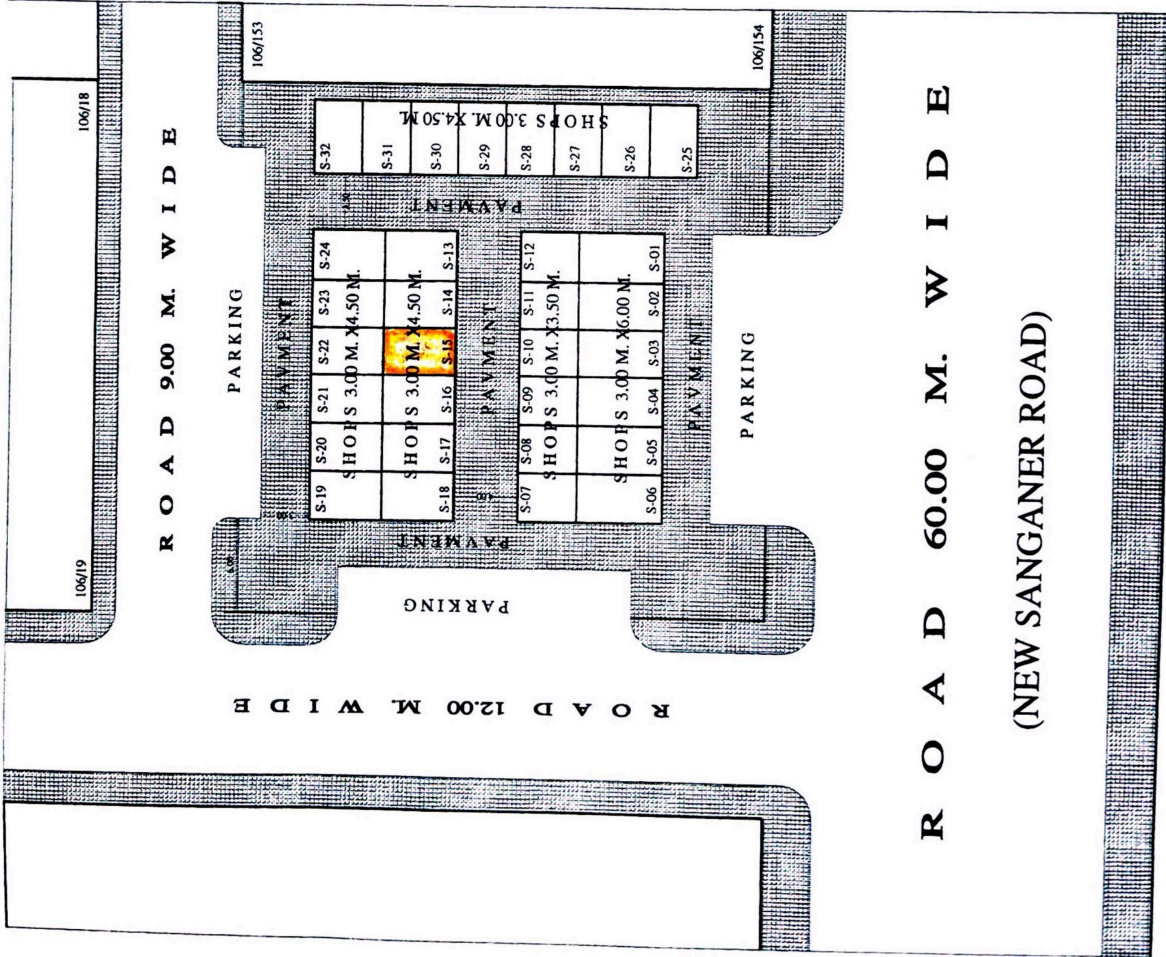 106/18
106/19
ROAD 9.00 M. WIDE
106/153
106/154
PARKING
PAVMENT
S-24
S-23
S-22
S-21
S-20
S-19
SHOPS 3.00 M. X4.50 M.
SHOPS 3.00 M. X4.50 M.
S-13
S-14
S-15
S-16
S-17
S-18
PAVMENT
S-12
S-11
S-10
S-09
S-08
S-07
SHOPS 3.00 M. X3.50 M.
SHOPS 3.00 M. X6.00 M.
S-01
S-02
S-03
S-04
S-05
S-06
PAVMENT
PARKING
S-32
S-31
S-30
S-29
S-28
S-27
S-26
S-25
SHOPS 3.00 M. X4.50 M.
PAVMENT
PAVMENT
PARKING
6.00
ROAD 12.00 M. WIDE
ROAD 60.00 M. WIDE
(NEW SANGANER ROAD)